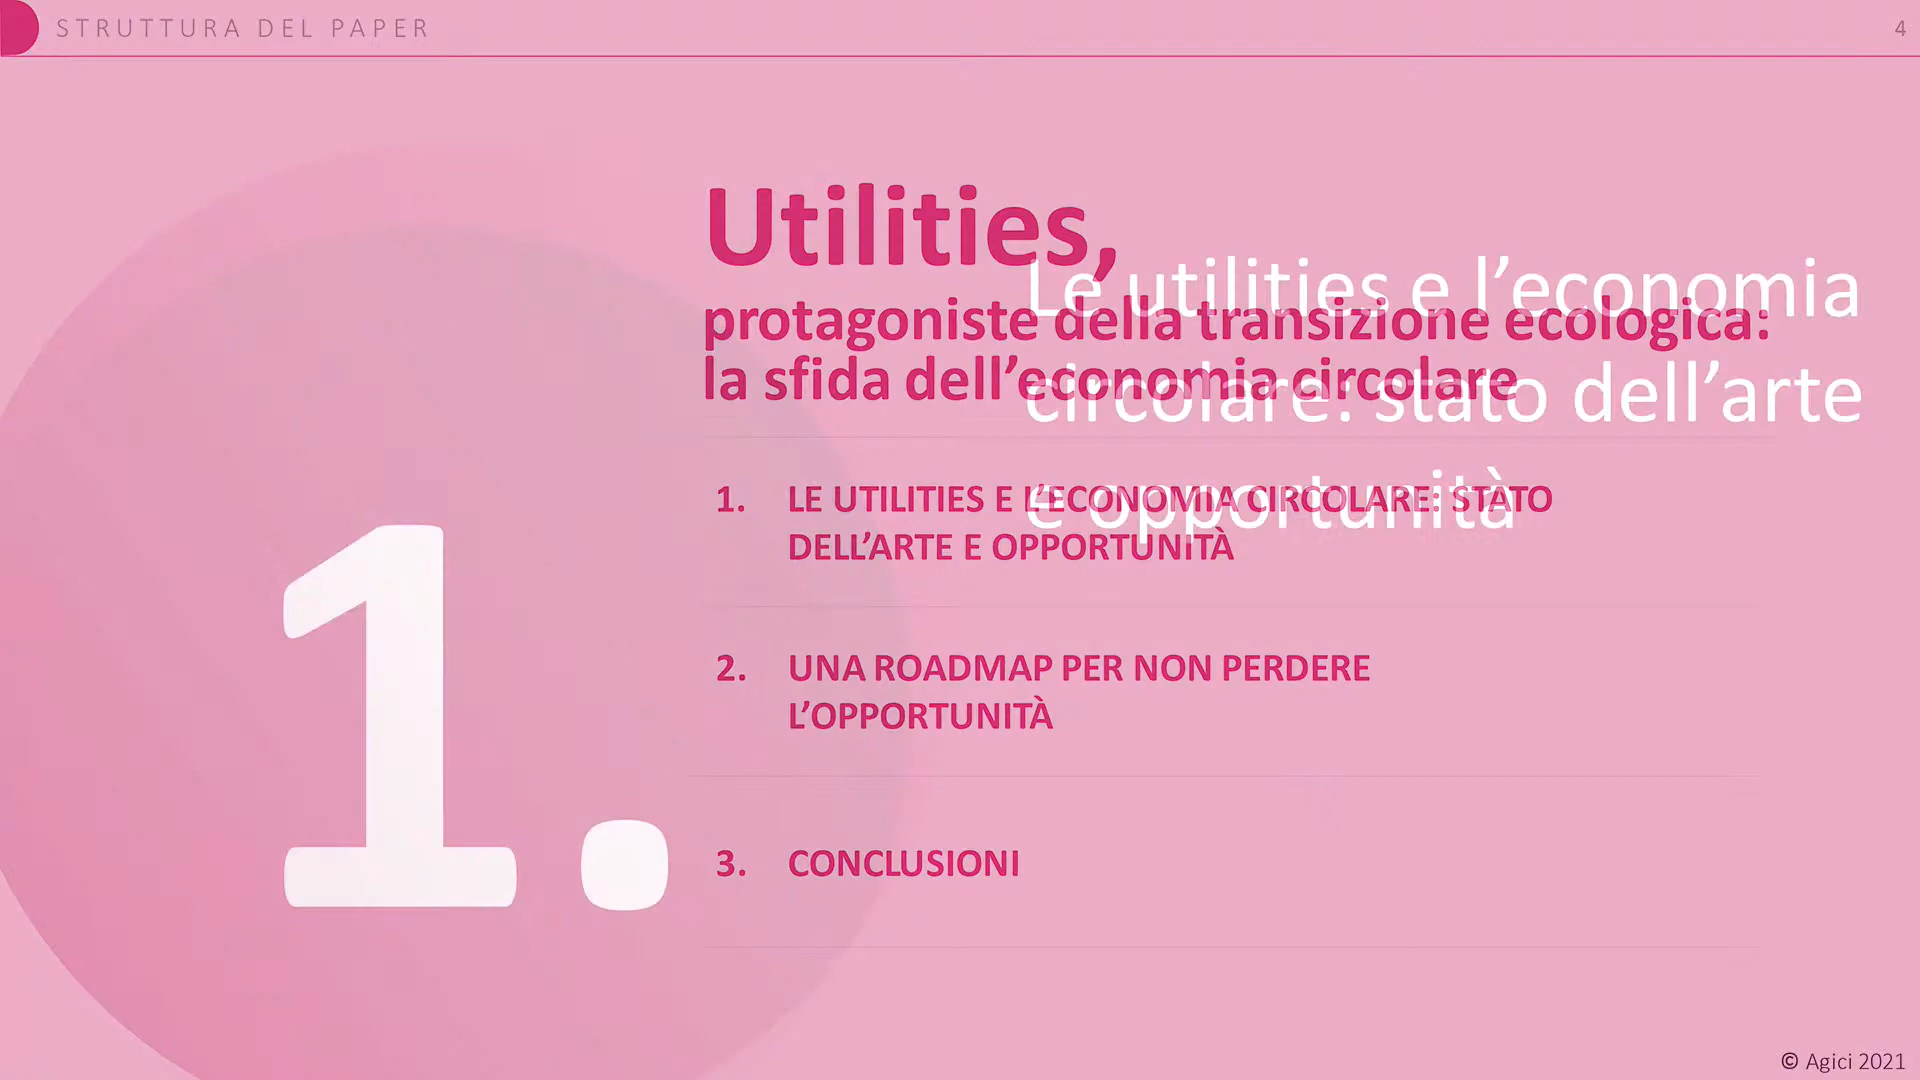 STRUTTURA DEL PAPER
4
Utilities,
protagoniste della transizione ecologica:
la sfida dell’economia circolare
1. LE UTILITIES E L’ECONOMIA CIRCOLARE: STATO
DELL’ARTE E OPPORTUNITÀ
2. UNA ROADMAP PER NON PERDERE
L’OPPORTUNITÀ
3. CONCLUSIONI
1.
Le utilities e l’economia
circolare: stato dell’arte
e opportunità
© Agici 2021